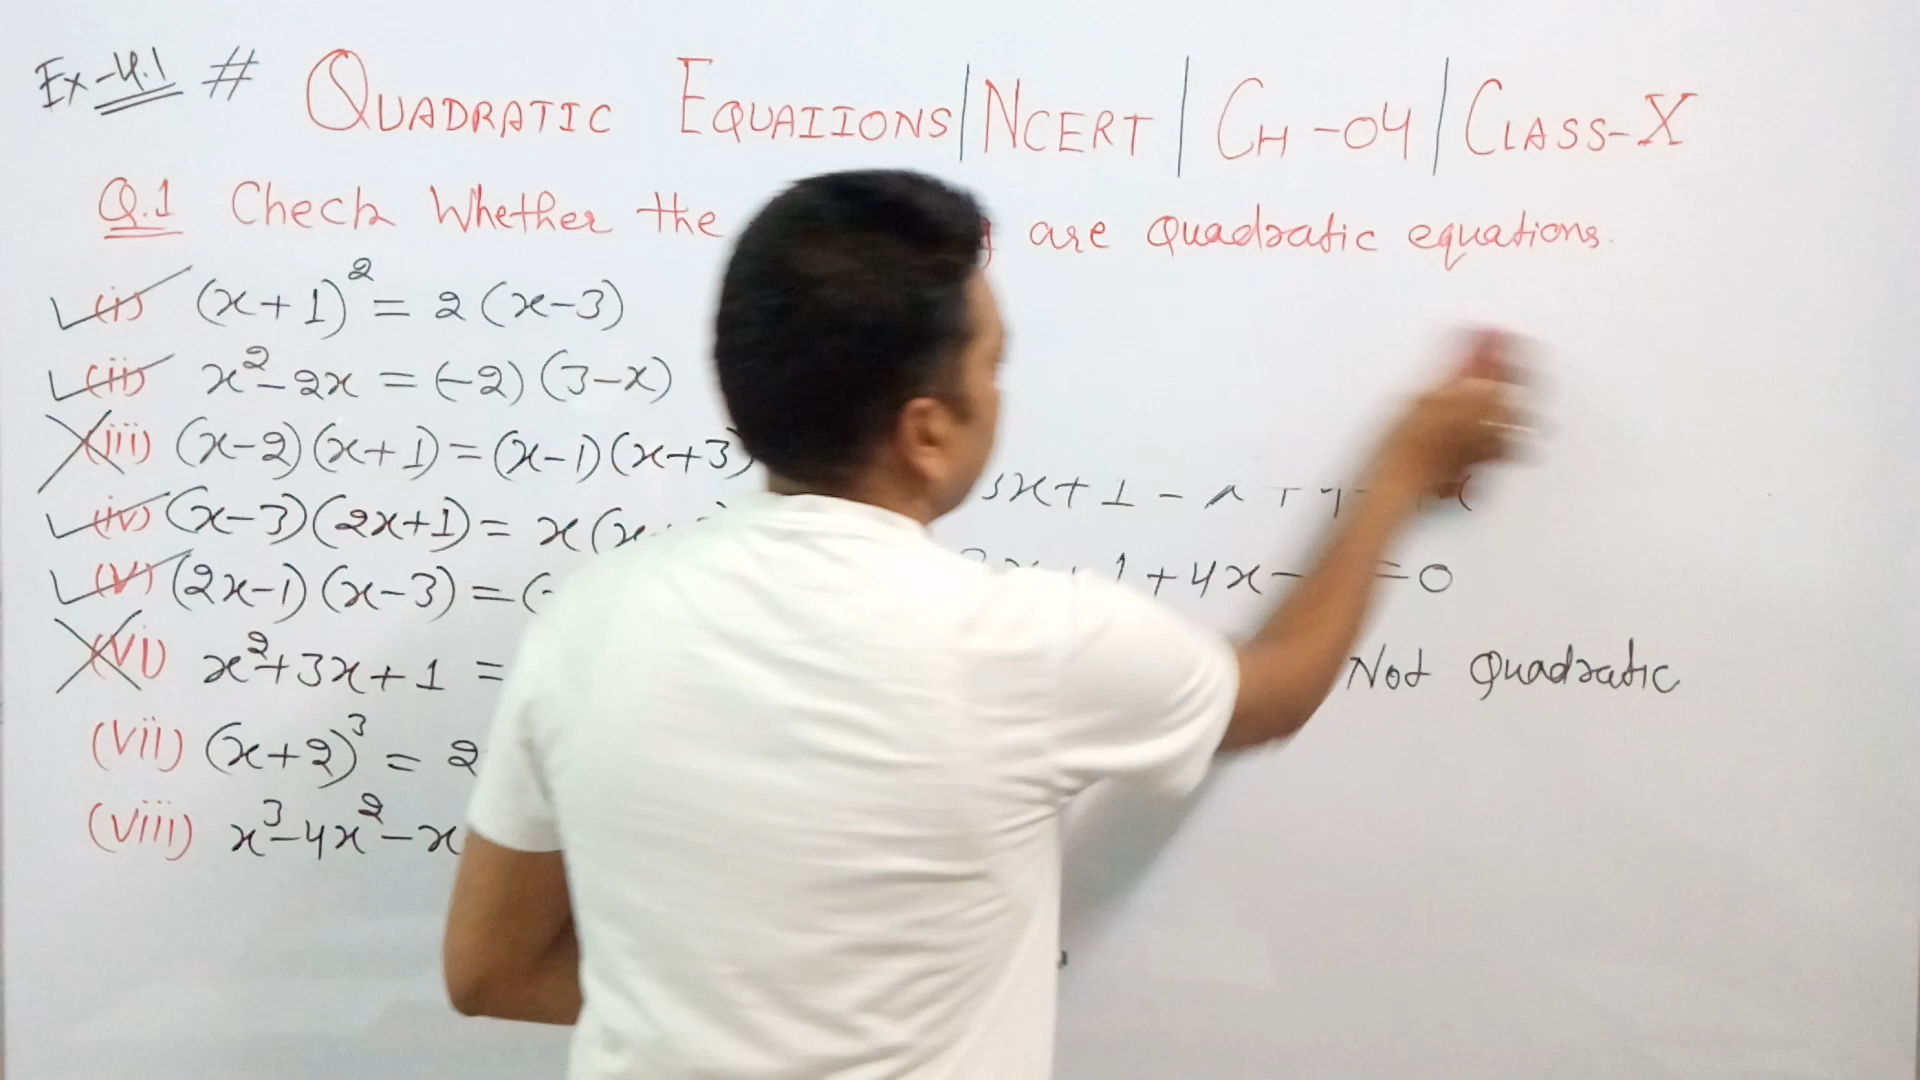 Ex-4.1 # QUADRATIC EQUAIIONS | NCERT | CH-04 | CLASS-X
Q.1 Check Whether the are Quadratic equations.
(i) (x+1)² = 2(x-3)
(ii) x²-2x = (-2)(3-x)
(iii) (x-2)(x+1) = (x-1)(x+3)
(iv) (x-3)(2x+1) = x(x
(v) (2x-1)(x-3) = (
(vi) x²+3x+1 =
(vii) (x+2)³ = 2
(viii) x³-4x²-x
3x+1-
+4x- =0
Not Quadratic